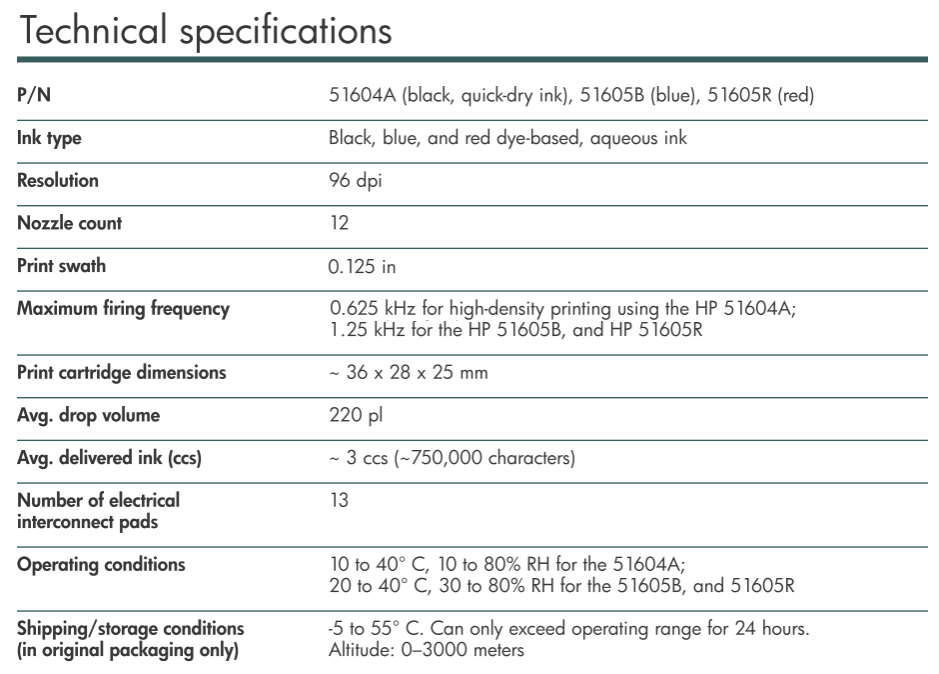 Technical specifications
P/N 51604A (black, quick-dry ink), 51605B (blue), 51605R (red)
Ink type Black, blue, and red dye-based, aqueous ink
Resolution 96 dpi
Nozzle count 12
Print swath 0.125 in
Maximum firing frequency 0.625 kHz for high-density printing using the HP 51604A;
1.25 kHz for the HP 51605B, and HP 51605R
Print cartridge dimensions ~ 36 x 28 x 25 mm
Avg. drop volume 220 pl
Avg. delivered ink (ccs) ~ 3 ccs (~750,000 characters)
Number of electrical 13
interconnect pads
Operating conditions 10 to 40° C, 10 to 80% RH for the 51604A;
20 to 40° C, 30 to 80% RH for the 51605B, and 51605R
Shipping/storage conditions -5 to 55° C. Can only exceed operating range for 24 hours.
(in original packaging only) Altitude: 0–3000 meters